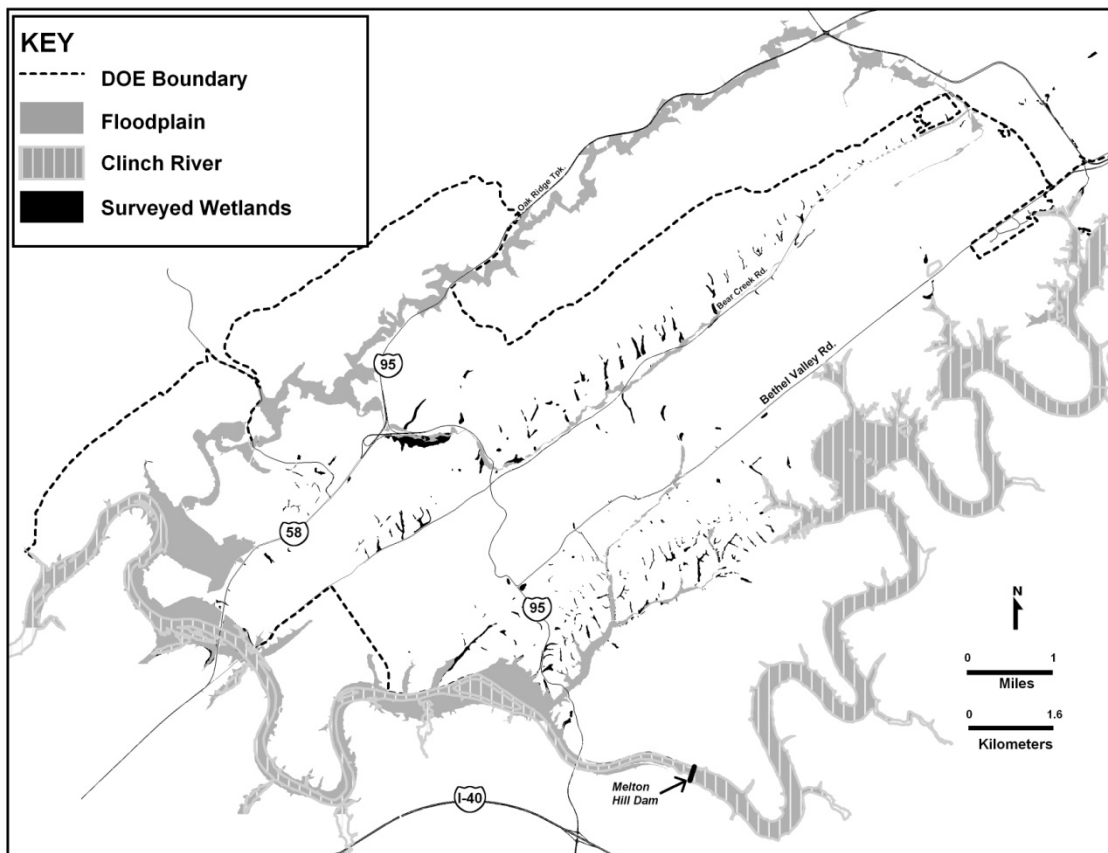 KEY
DOE Boundary
Floodplain
Clinch River
Surveyed Wetlands
Oak Ridge Tpk.
Bear Creek Rd.
95
Bethel Valley Rd.
58
95
N
0 1
Miles
0 1.6
Kilometers
Melton
Hill Dam
I-40